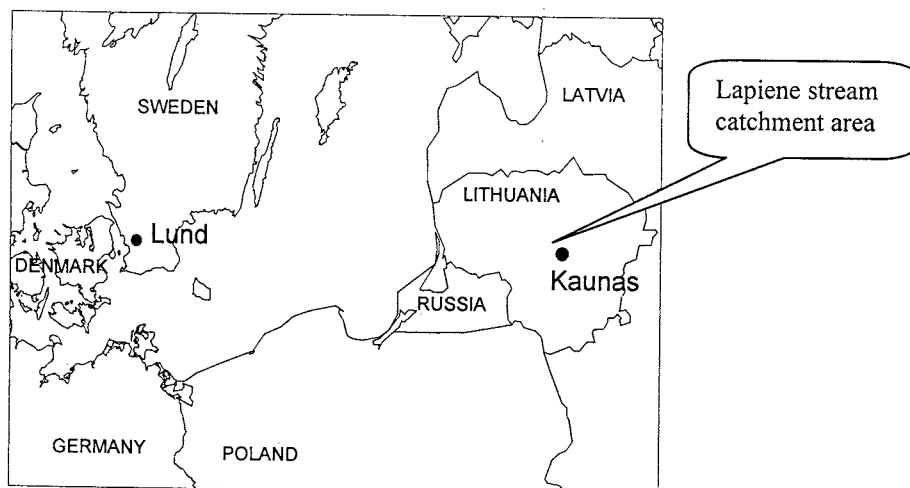 SWEDEN
LATVIA
Lapiene stream
catchment area
LITHUANIA
Lund
DENMARK
Kaunas
RUSSIA
GERMANY
POLAND